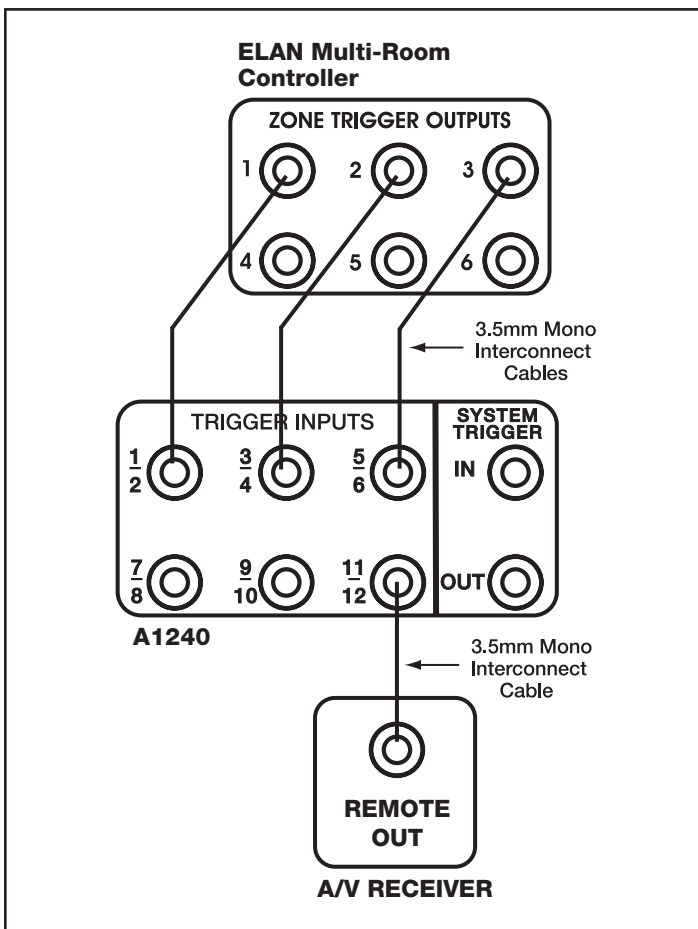 ELAN Multi-Room
Controller
ZONE TRIGGER OUTPUTS
1 2 3
4 5 6
3.5mm Mono
Interconnect
Cables
TRIGGER INPUTS
SYSTEM
TRIGGER
1/2 3/4 5/6 IN
7/8 9/10 11/12 OUT
A1240
3.5mm Mono
Interconnect
Cable
REMOTE
OUT
A/V RECEIVER